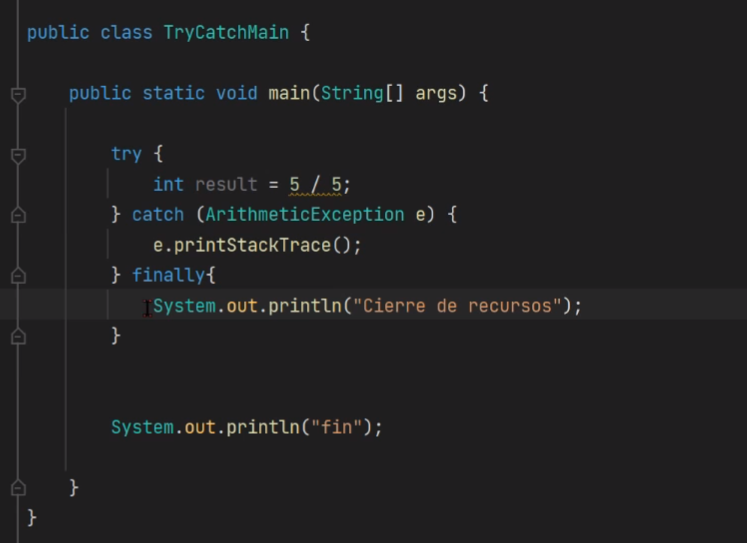 public class TryCatchMain {
public static void main(String[] args) {
try {
int result = 5 / 5;
} catch (ArithmeticException e) {
e.printStackTrace();
} finally{
System.out.println("Cierre de recursos");
}
System.out.println("fin");
}
}